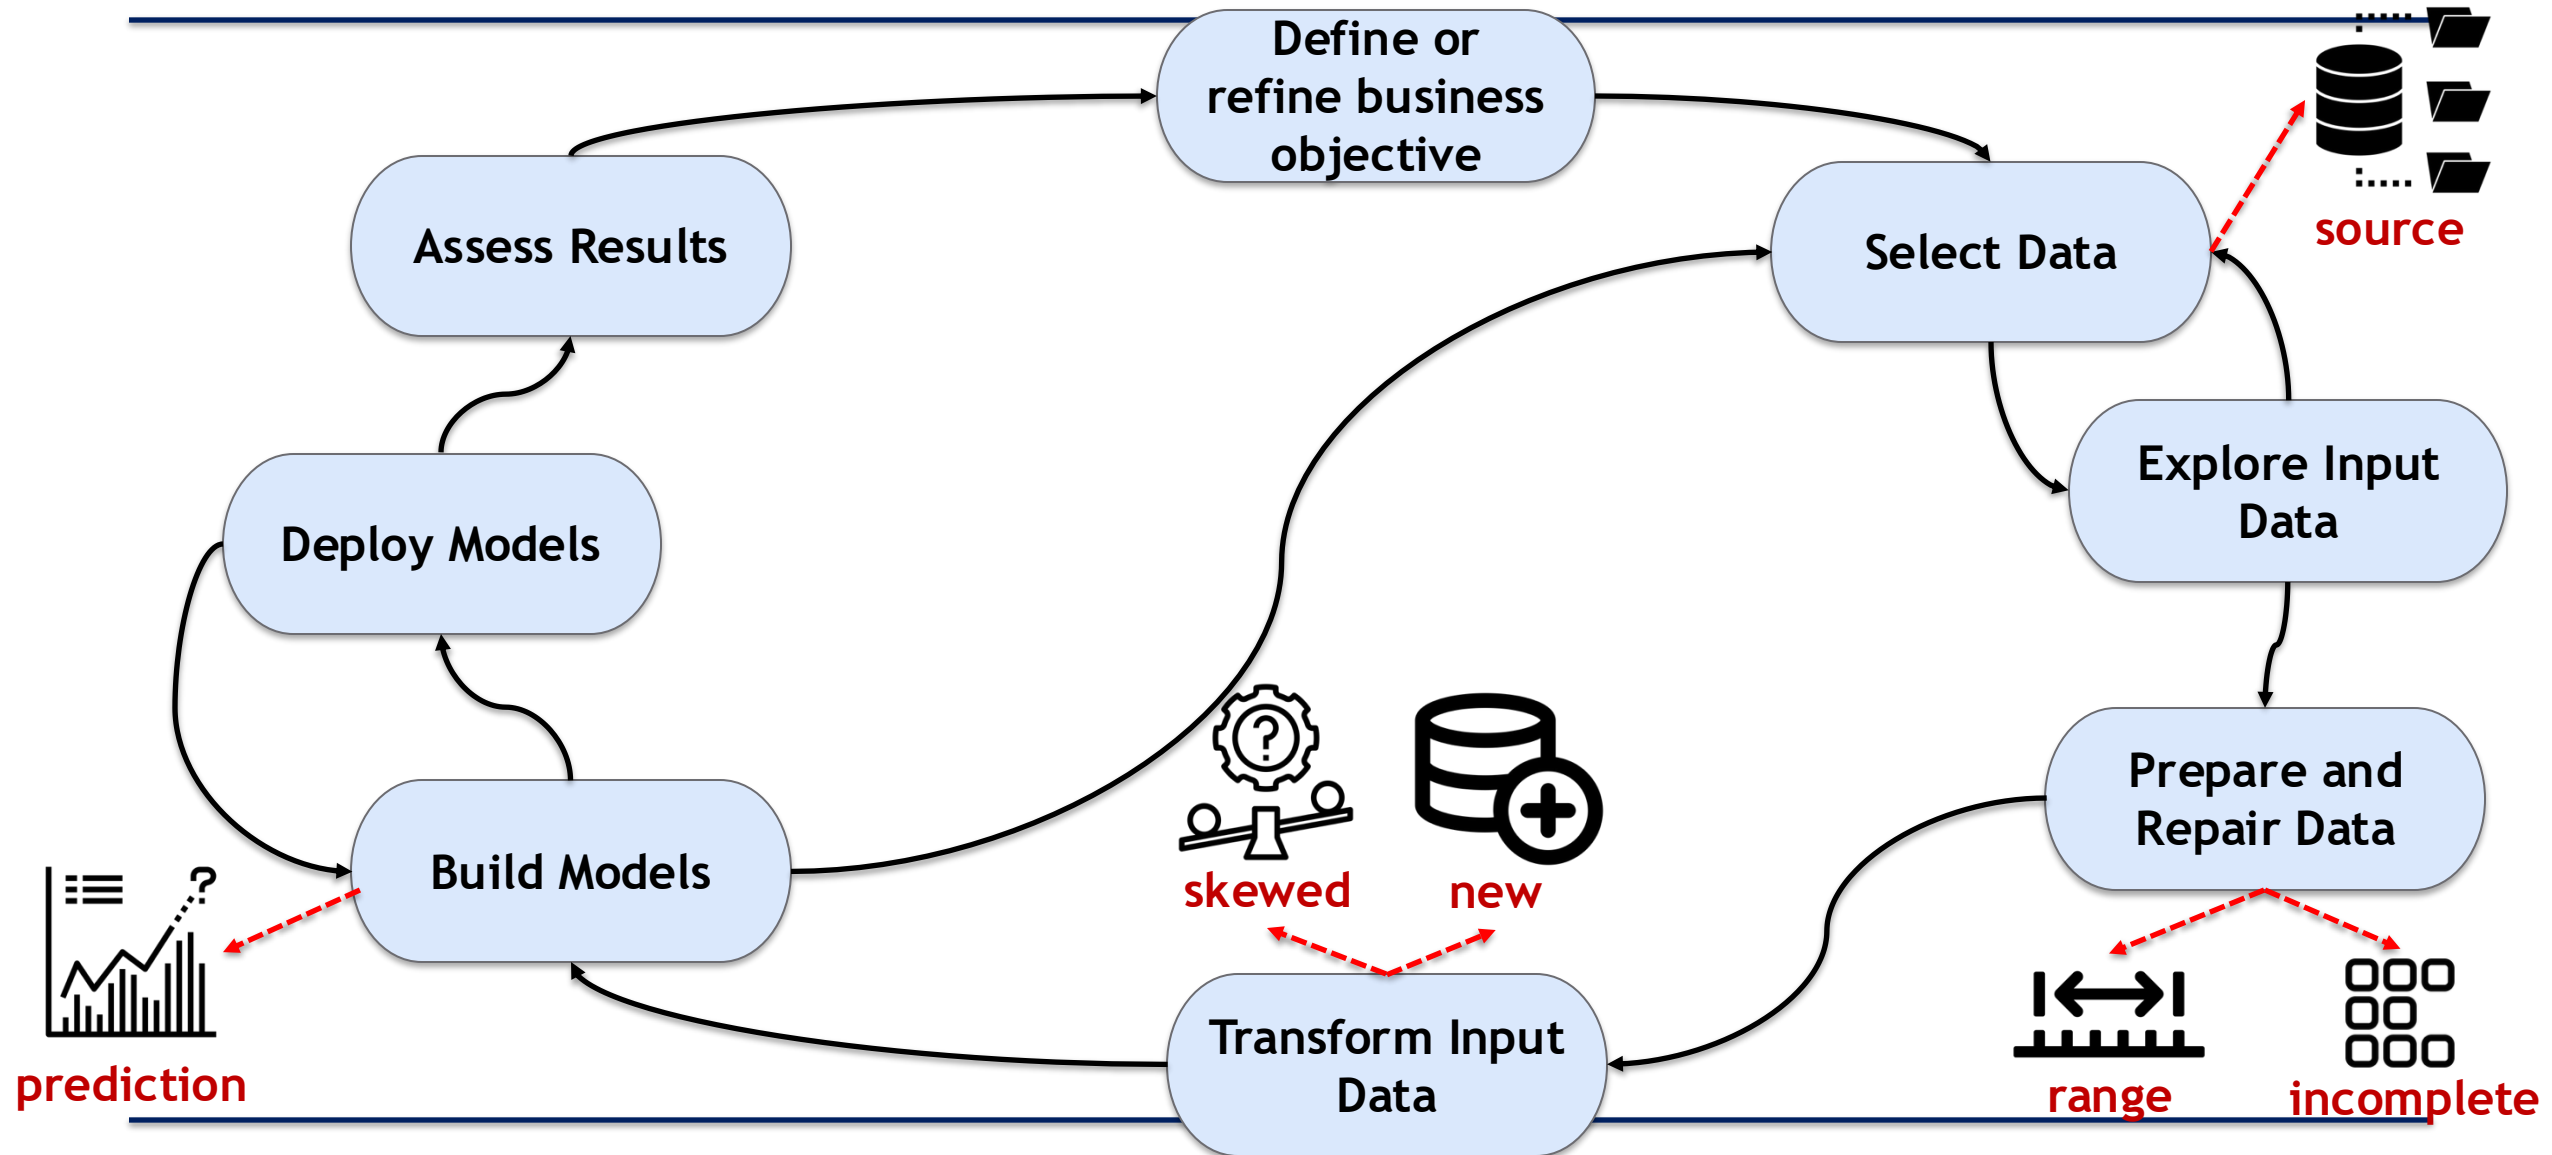 Define or
refine business
objective
Select Data
source
Assess Results
Explore Input
Data
Deploy Models
Prepare and
Repair Data
Build Models
skewed
new
Transform Input
Data
prediction
range
incomplete
?
?